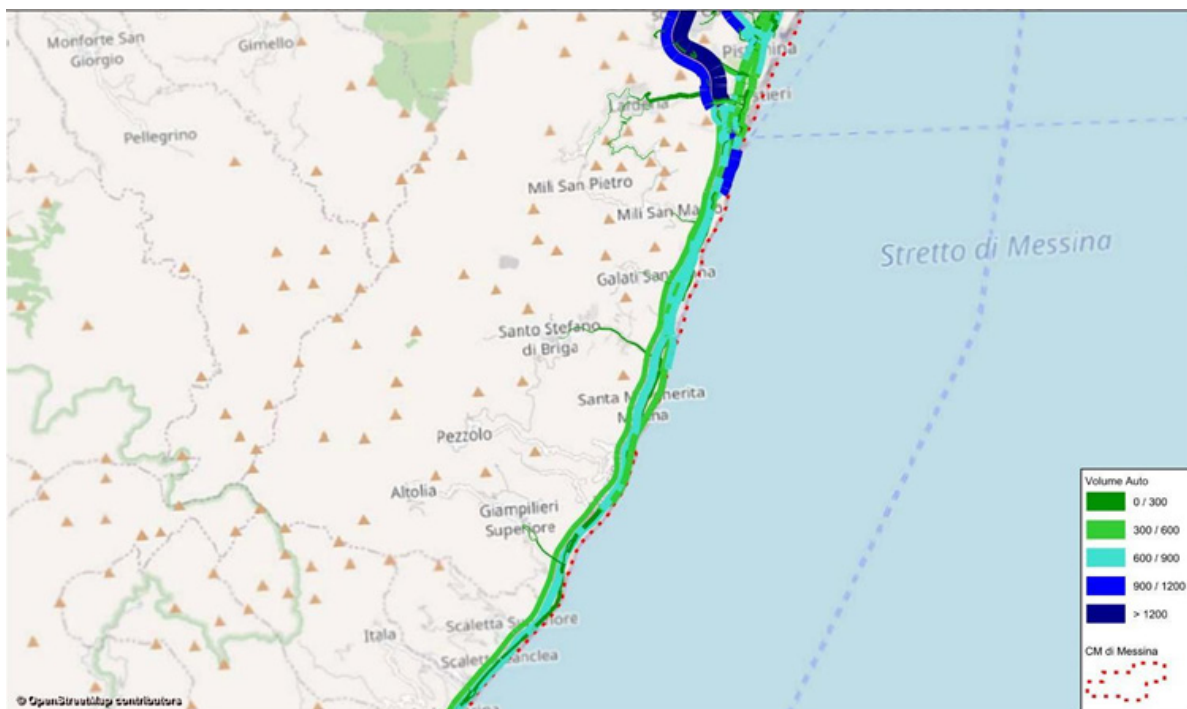 Monforte San
Giorgio
Gimello
Pellegrino
Mili San Pietro
Stretto di Messina
Santo Stefano
di Briga
Pezzolo
Altolia
Giampilieri
Superiore
Itala
© OpenStreetMap contributors
Volume Auto
0 / 300
300 / 600
600 / 900
900 / 1200
> 1200
CM di Messina